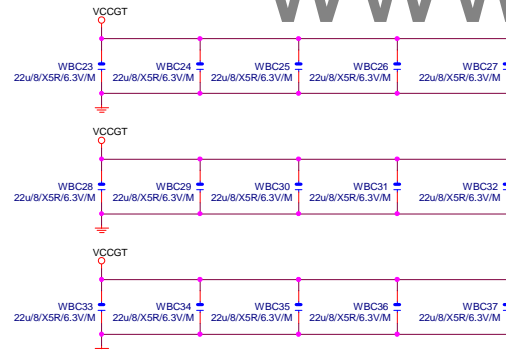 WWW
VCCGT
WBC23 WBC24 WBC25 WBC26 WBC27
22u/8/X5R/6.3V/M 22u/8/X5R/6.3V/M 22u/8/X5R/6.3V/M 22u/8/X5R/6.3V/M 22u/8/X5R/6.3V/M
VCCGT
WBC28 WBC29 WBC30 WBC31 WBC32
22u/8/X5R/6.3V/M 22u/8/X5R/6.3V/M 22u/8/X5R/6.3V/M 22u/8/X5R/6.3V/M 22u/8/X5R/6.3V/M
VCCGT
WBC33 WBC34 WBC35 WBC36 WBC37
22u/8/X5R/6.3V/M 22u/8/X5R/6.3V/M 22u/8/X5R/6.3V/M 22u/8/X5R/6.3V/M 22u/8/X5R/6.3V/M